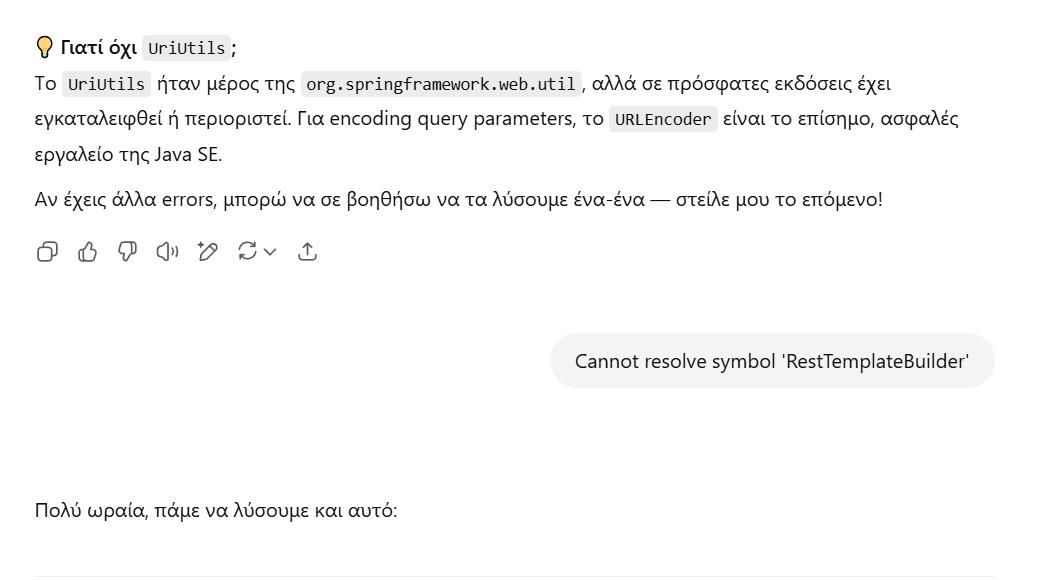 💡 Γιατί όχι UriUtils;
Το UriUtils ήταν μέρος της org.springframework.web.util, αλλά σε πρόσφατες εκδόσεις έχει
εγκαταλειφθεί ή περιοριστεί. Για encoding query parameters, το URLEncoder είναι το επίσημο, ασφαλές
εργαλείο της Java SE.
Αν έχεις άλλα errors, μπορώ να σε βοηθήσω να τα λύσουμε ένα-ένα — στείλε μου το επόμενο!
Cannot resolve symbol 'RestTemplateBuilder'
Πολύ ωραία, πάμε να λύσουμε και αυτό: